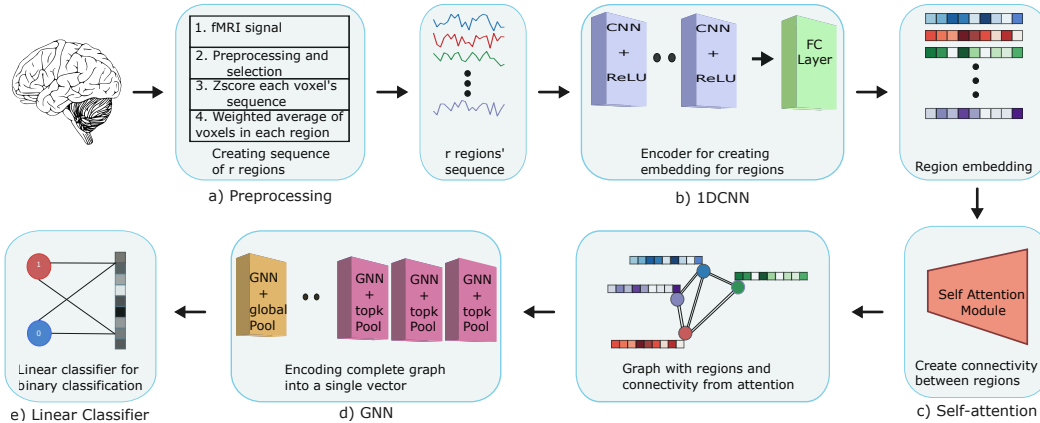 1. fMRI signal
2. Preprocessing and
selection
3. Zscore each voxel's
sequence
4. Weighted average of
voxels in each region
Creating sequence
of r regions
a) Preprocessing
r regions'
sequence
CNN
+
ReLU
CNN
+
ReLU
FC
Layer
Encoder for creating
embedding for regions
b) 1DCNN
Region embedding
Self Attention
Module
Create connectivity
between regions
c) Self-attention
Graph with regions and
connectivity from attention
GNN
+
global
Pool
GNN
+
topk
Pool
GNN
+
topk
Pool
GNN
+
topk
Pool
Encoding complete graph
into a single vector
d) GNN
1
0
Linear classifier for
binary classification
e) Linear Classifier